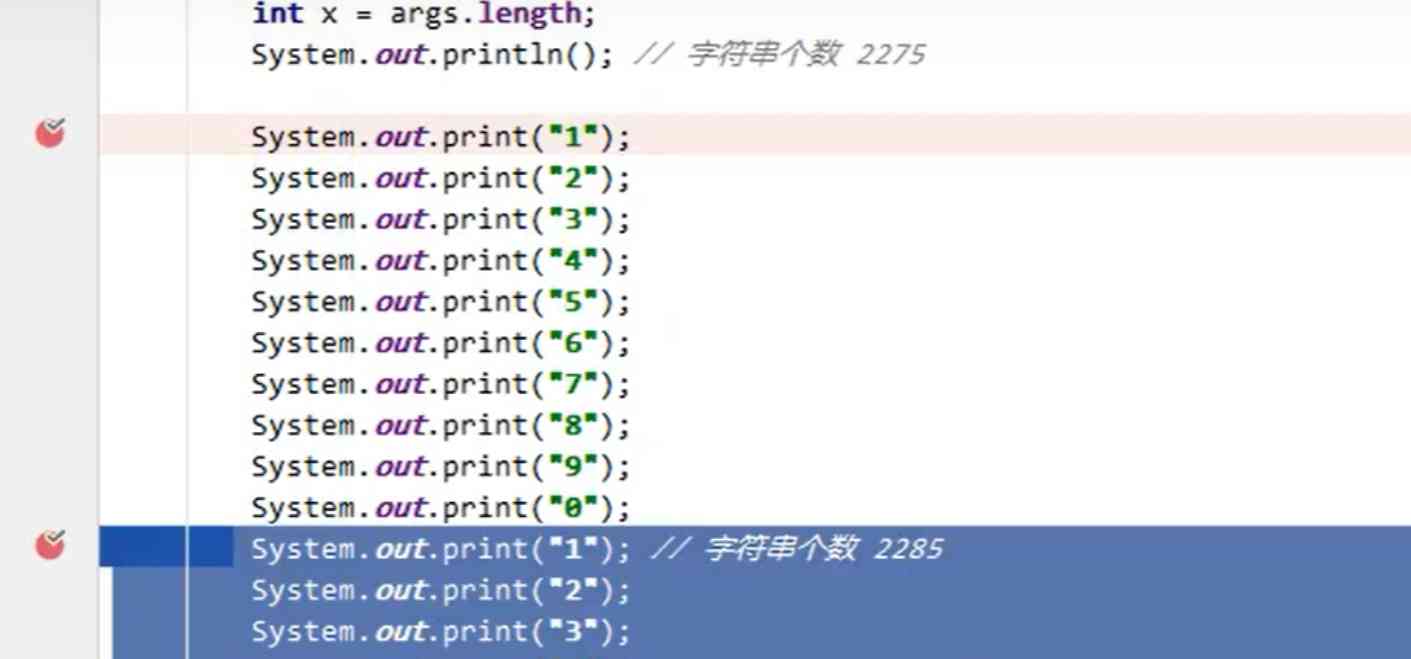 int x = args.length;
System.out.println(); // 字符串个数 2275
System.out.print("1");
System.out.print("2");
System.out.print("3");
System.out.print("4");
System.out.print("5");
System.out.print("6");
System.out.print("7");
System.out.print("8");
System.out.print("9");
System.out.print("0");
System.out.print("1"); // 字符串个数 2285
System.out.print("2");
System.out.print("3");